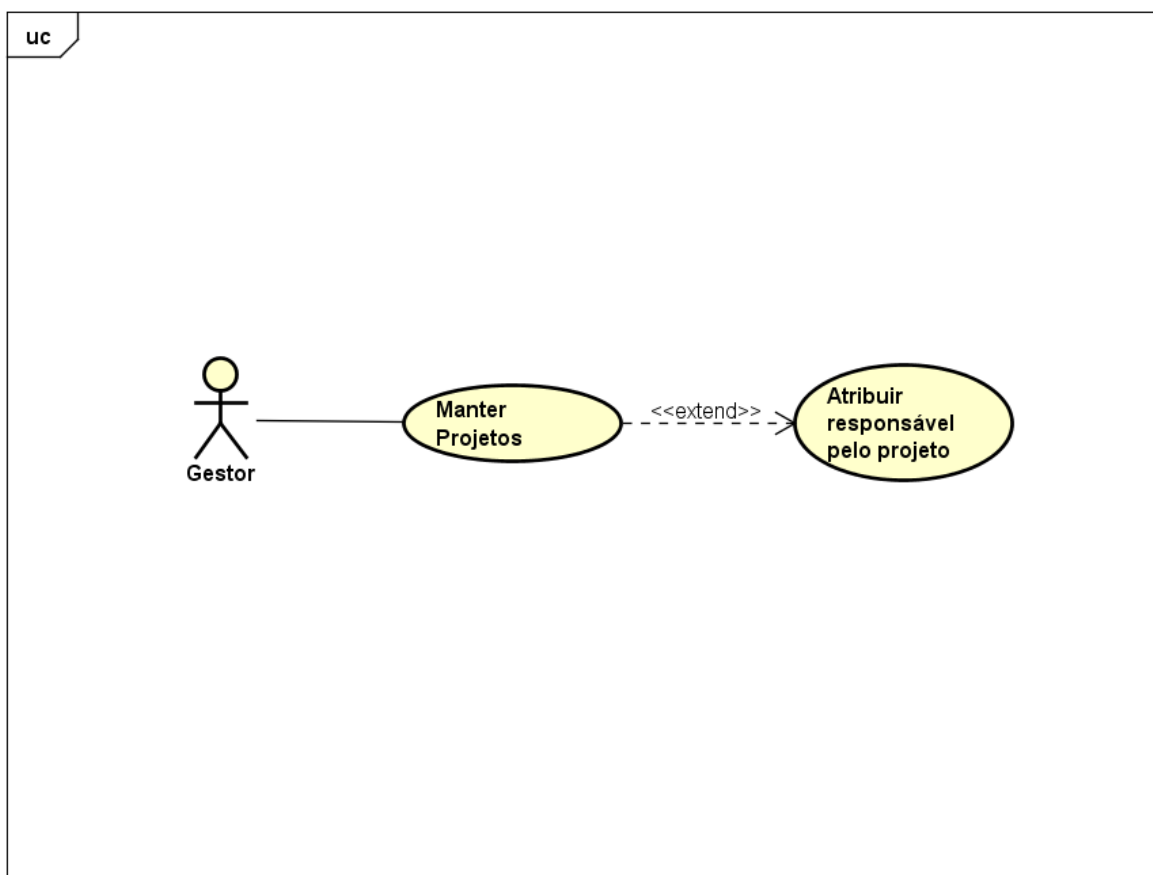 uc
Manter
Projetos
<<extend>>
Atribuir
responsável
pelo projeto
Gestor